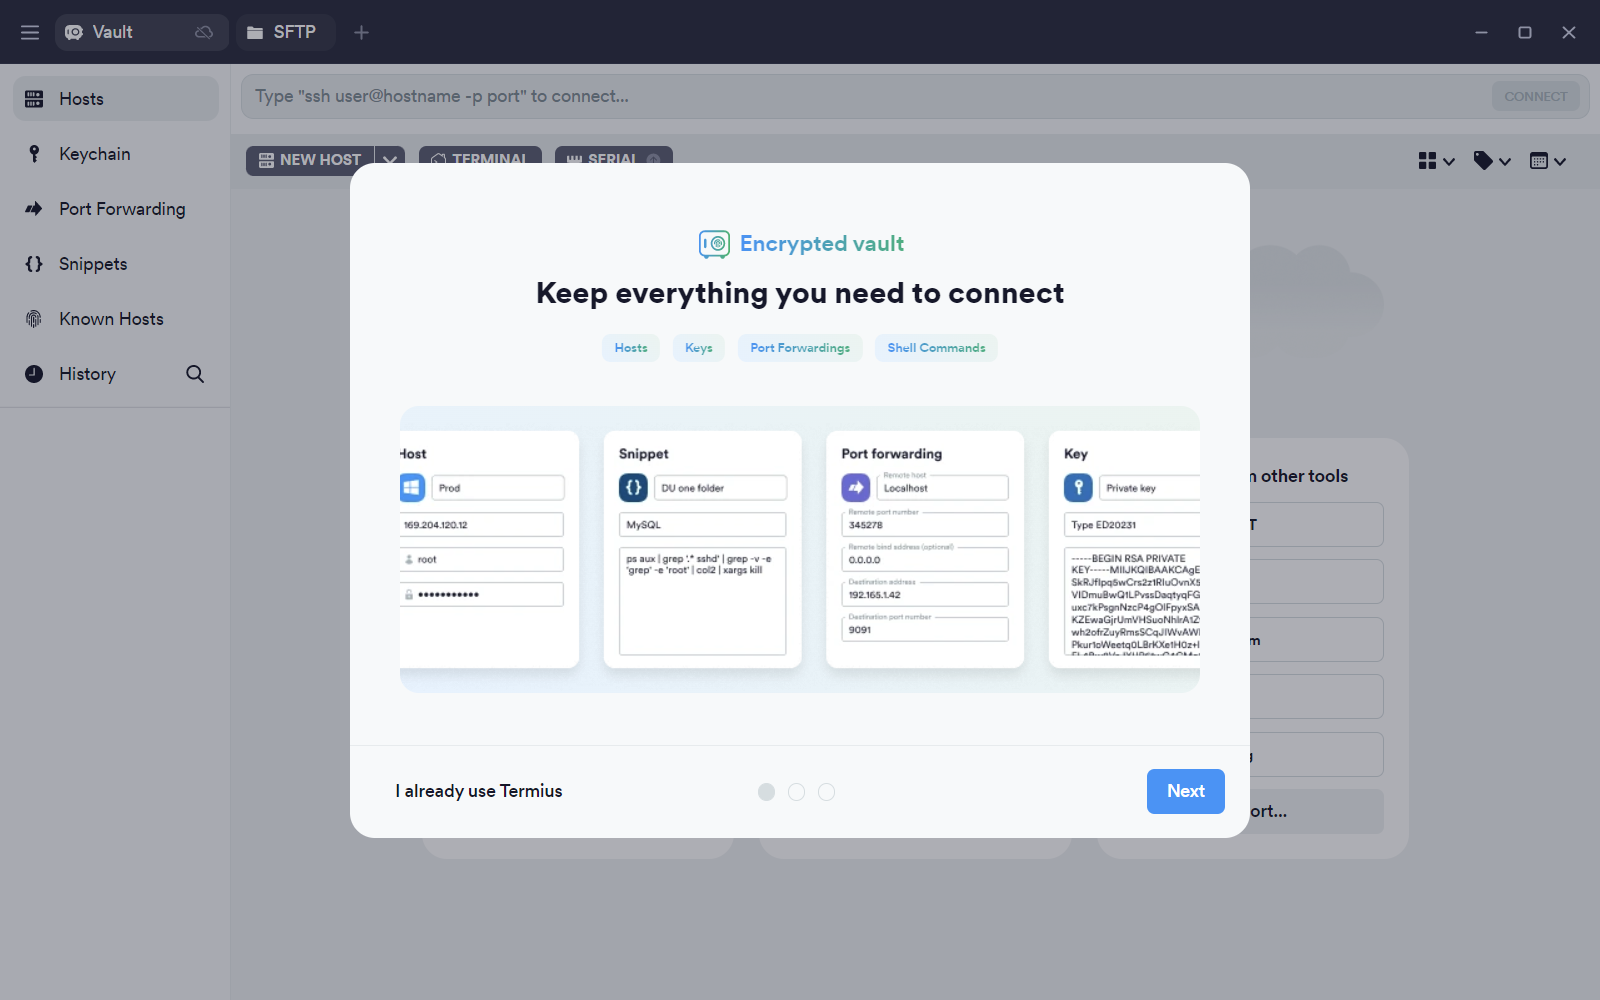 Vault
SFTP
Hosts
Keychain
Port Forwarding
Snippets
Known Hosts
History
Type "ssh user@hostname -p port" to connect...
CONNECT
NEW HOST
TERMINAL
SERIAL
Encrypted vault
Keep everything you need to connect
Hosts
Keys
Port Forwardings
Shell Commands
Host
Prod
169.204.120.12
root
Snippet
DU one folder
MySQL
ps aux | grep '.* sshd' | grep -v -e
'grep' -e 'root' | col2 | xargs kill
Port forwarding
Remote host
Localhost
Remote port number
345278
Remote bind address (optional)
0.0.0.0
Destination address
192.165.1.42
Destination port number
9091
Key
Private key
Type ED20231
-----BEGIN RSA PRIVATE
KEY-----MIIJKQIBAAKCAgE
SkRJflpq5wCrs2z1RluOvnX5
VIDmuBwQ1LPvssDaqtyqFG
uxc7kPsgnNzcP4gOlFpyxSA
KZEwaGjrUmVHSuoNhlrA1Z
wh2ofrZuyRmsSCqJIWvAW
Pkur1oWeetq0LBrKXe1H0z+l
other tools
I already use Termius
Next